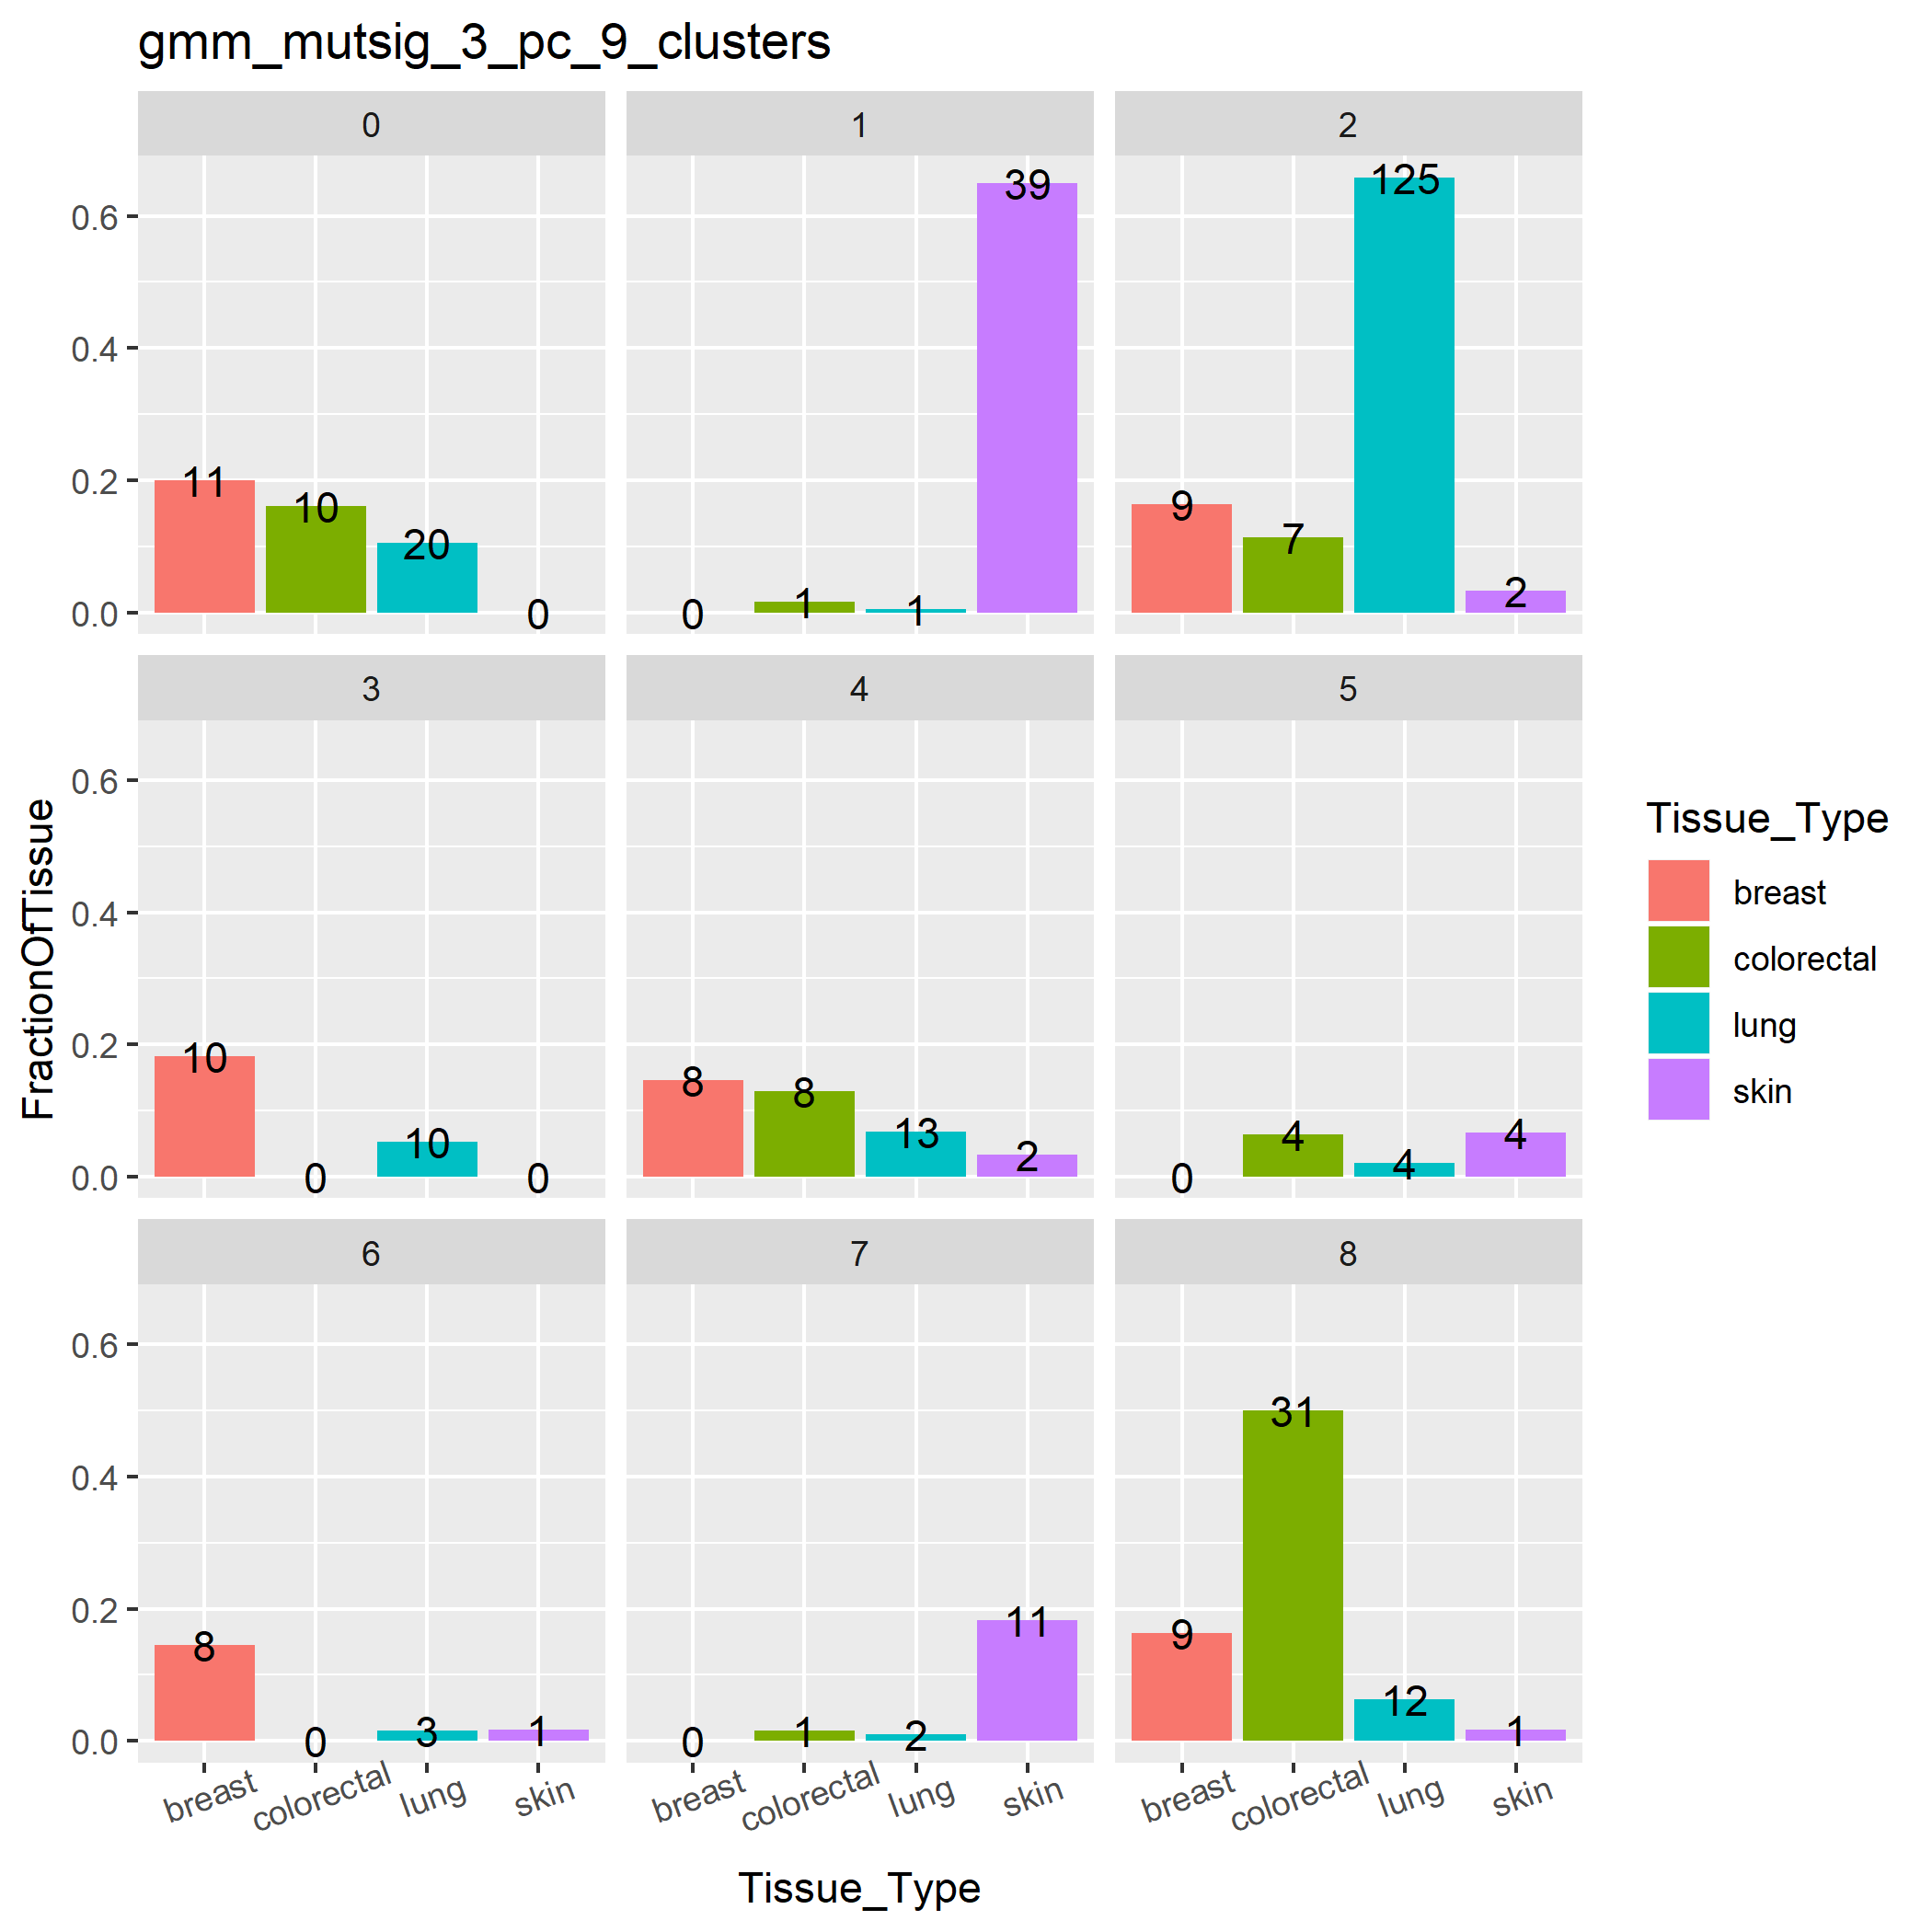 gmm_mutsig_3_pc_9_clusters
0 1 2
0.6
0.4
0.2
0.0
11 10 20 0
0 1 1 39
9 7 125 2
3 4 5
0.6
0.4
0.2
0.0
10 0 10 0
8 8 13 2
0 4 4 4
6 7 8
0.6
0.4
0.2
0.0
8 0 3 1
0 1 2 11
9 31 12 1
breast colorectal lung skin
breast colorectal lung skin
breast colorectal lung skin
Tissue_Type
FractionOfTissue
Tissue_Type
breast
colorectal
lung
skin